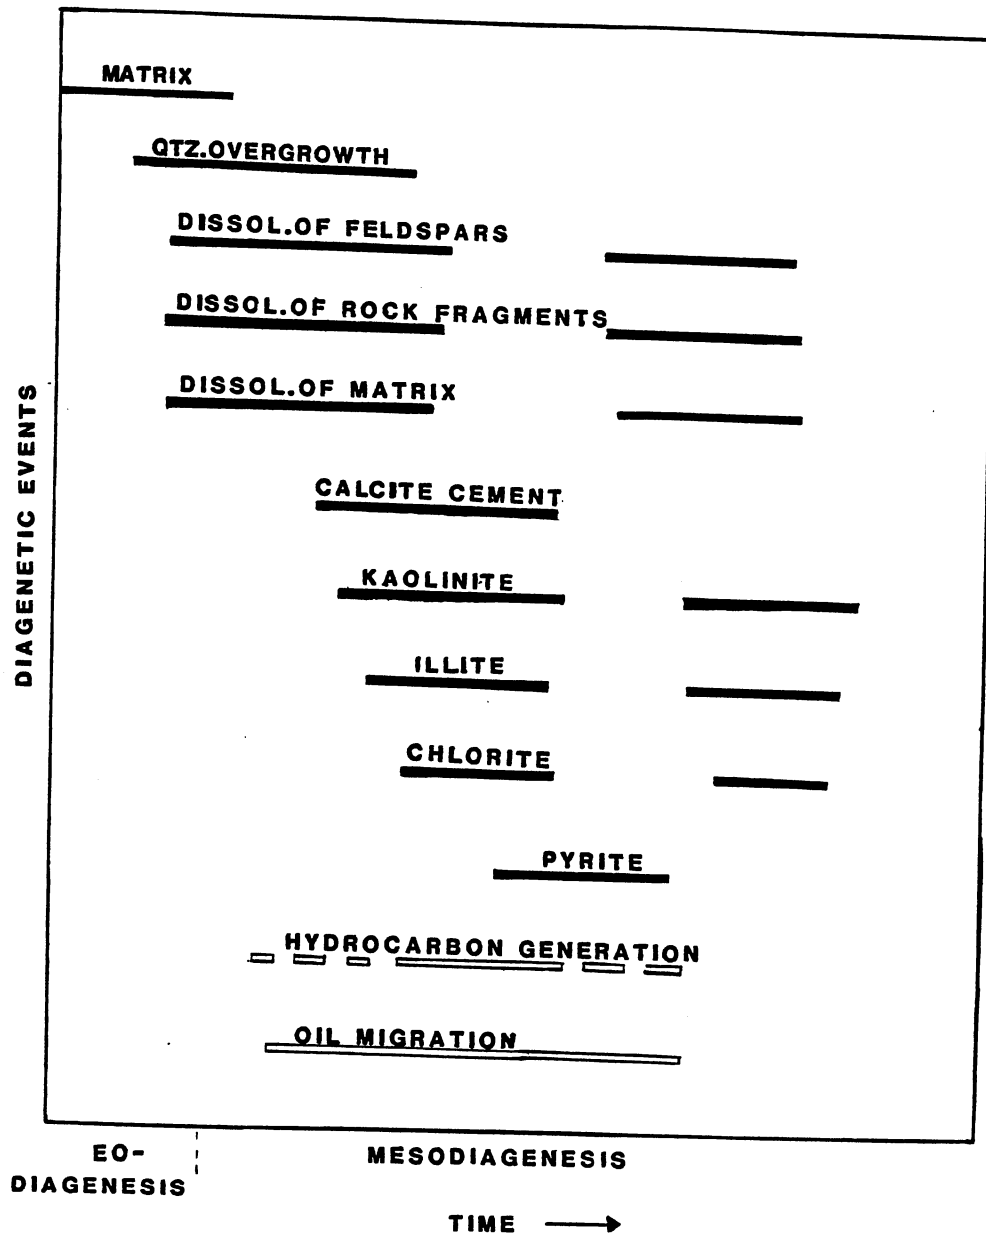 MATRIX
QTZ.OVERGROWTH
DISSOL.OF FELDSPARS
DISSOL.OF ROCK FRAGMENTS
DISSOL.OF MATRIX
CALCITE CEMENT
KAOLINITE
ILLITE
CHLORITE
PYRITE
HYDROCARBON GENERATION
OIL MIGRATION
DIAGENETIC EVENTS
EO-
DIAGENESIS
MESODIAGENESIS
TIME